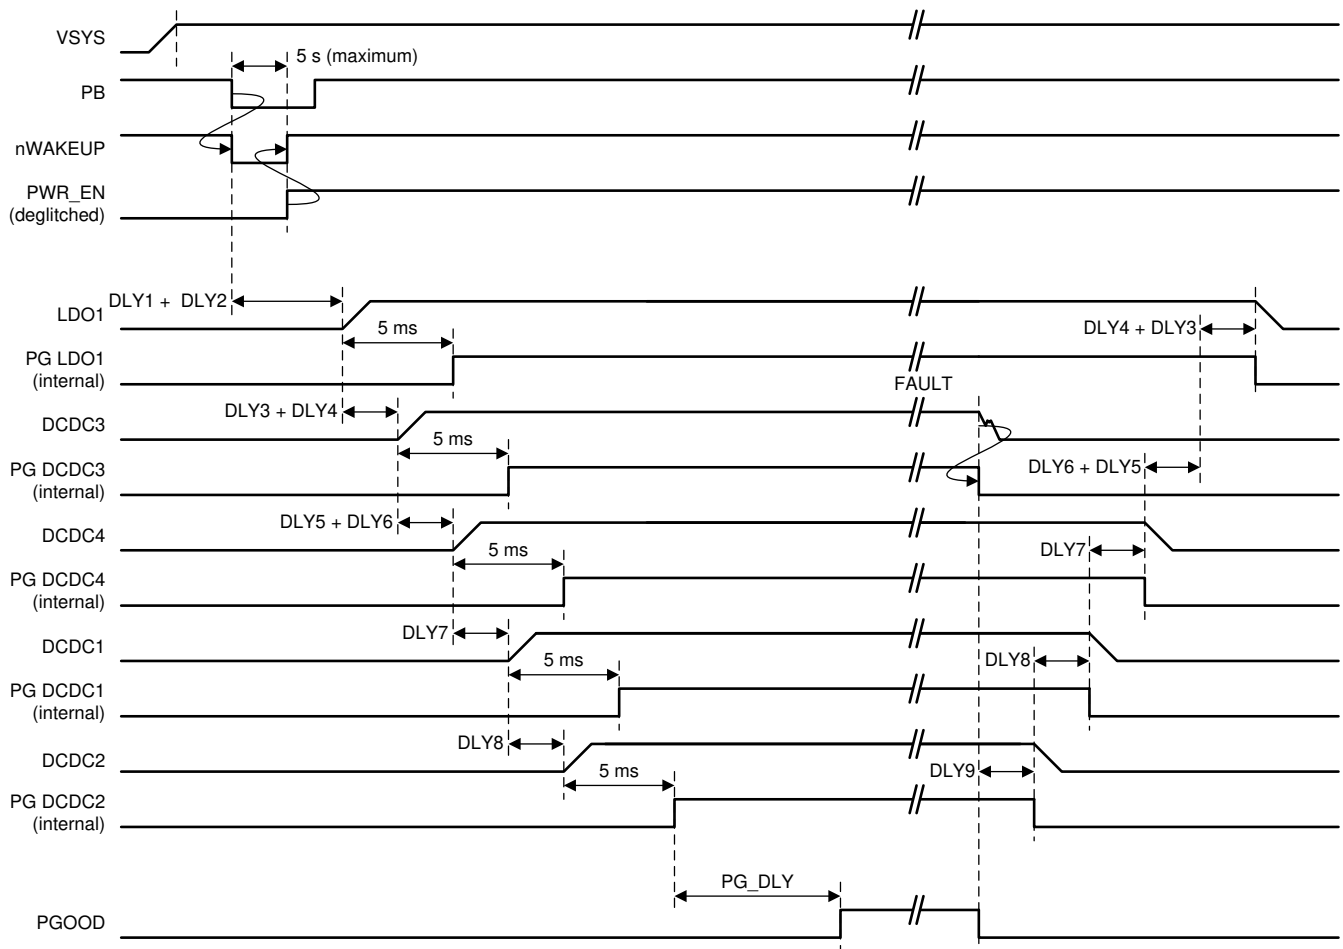 VSYS
5 s (maximum)
PB
nWAKEUP
PWR_EN
(deglitched)
DLY1 + DLY2
LDO1
5 ms
DLY4 + DLY3
PG LDO1
(internal)
FAULT
DLY3 + DLY4
DCDC3
5 ms
PG DCDC3
(internal)
DLY6 + DLY5
DLY5 + DLY6
DCDC4
5 ms
DLY7
PG DCDC4
(internal)
DLY7
DCDC1
5 ms
DLY8
PG DCDC1
(internal)
DLY8
DCDC2
5 ms
DLY9
PG DCDC2
(internal)
PG_DLY
PGOOD